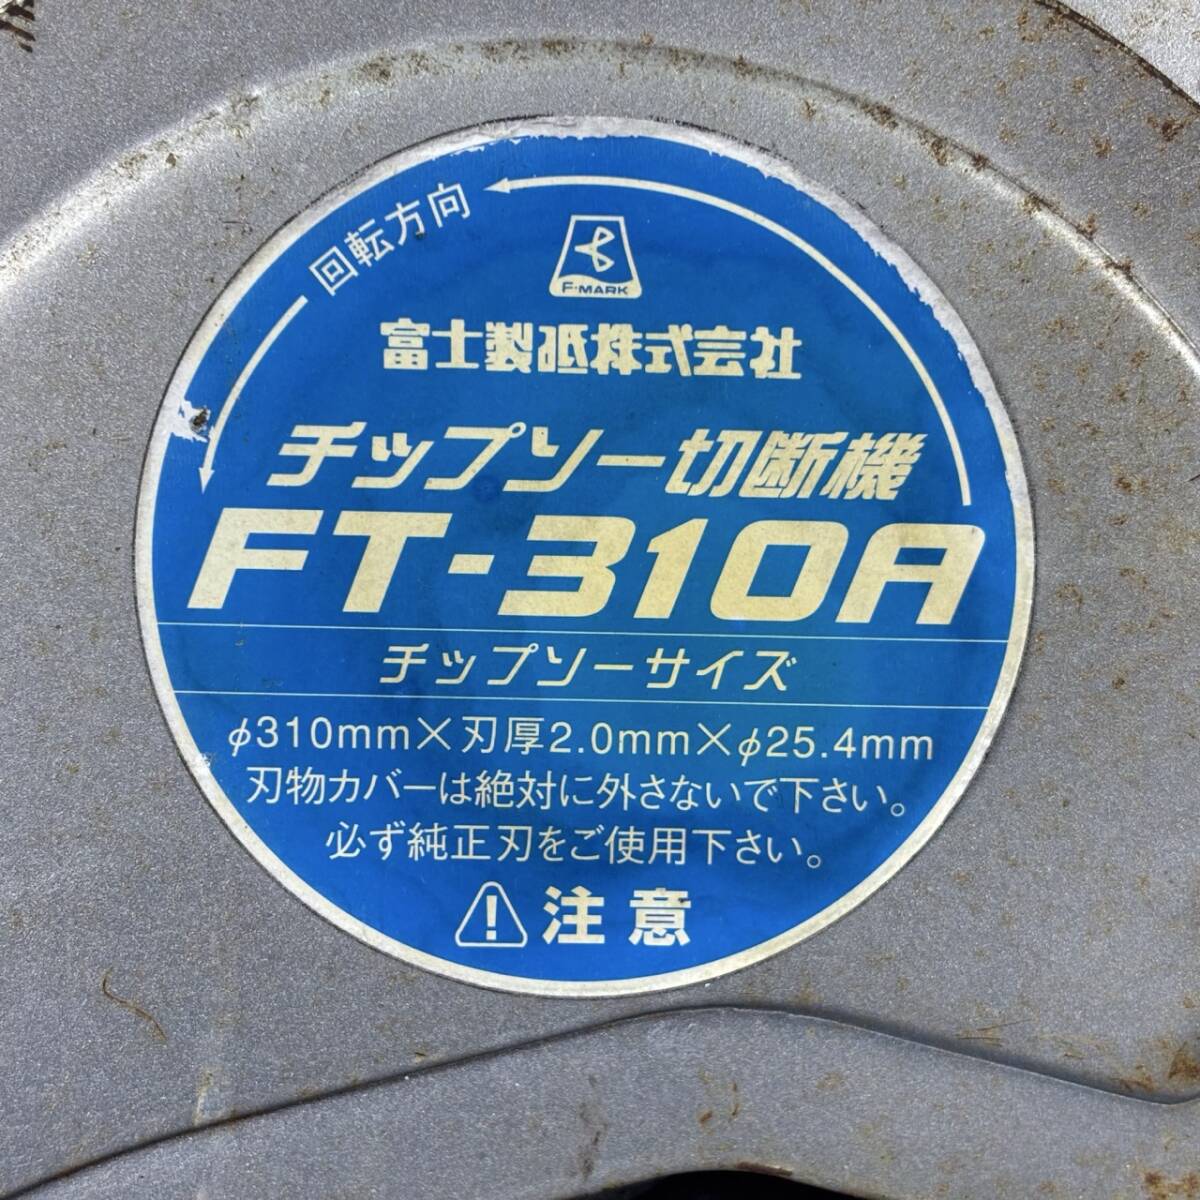 回転方向
F-MARK
富士製砥株式会社
チップソー切断機
FT-310A
チップソーサイズ
φ310mm×刃厚2.0mm×φ25.4mm
刃物カバーは絶対に外さないで下さい。
必ず純正刃をご使用下さい。
注意